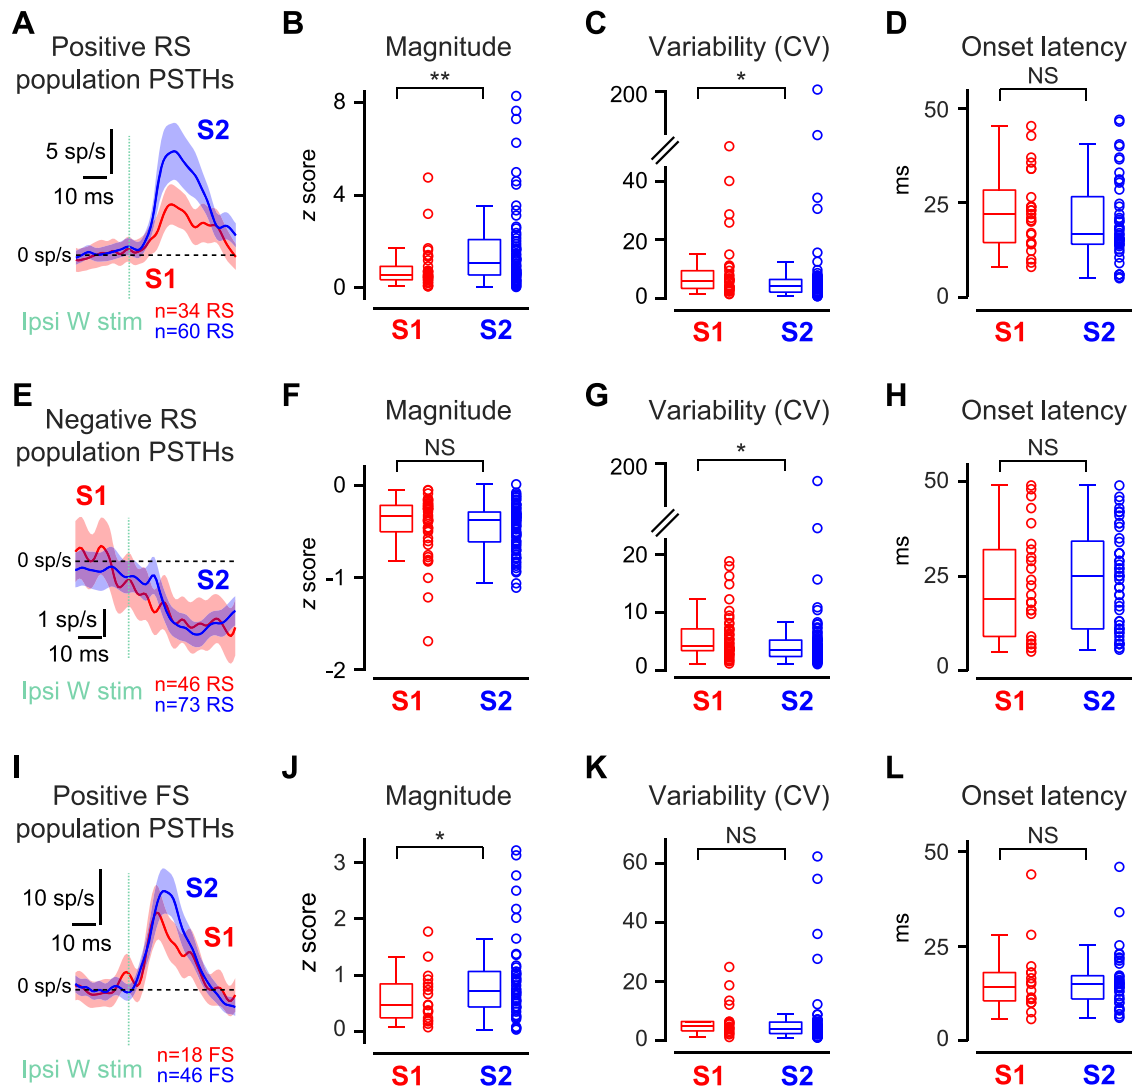 A
Positive RS
population PSTHs
S2
5 sp/s
10 ms
0 sp/s
S1
Ipsi W stim
n=34 RS
n=60 RS
B
Magnitude
**
z score
8
4
0
S1
S2
C
Variability (CV)
*
200
40
20
0
S1
S2
D
Onset latency
NS
ms
50
25
0
S1
S2
E
Negative RS
population PSTHs
S1
0 sp/s
S2
1 sp/s
10 ms
Ipsi W stim
n=46 RS
n=73 RS
F
Magnitude
NS
z score
0
-1
-2
S1
S2
G
Variability (CV)
*
200
20
10
0
S1
S2
H
Onset latency
NS
ms
50
25
0
S1
S2
I
Positive FS
population PSTHs
10 sp/s
S2
10 ms
S1
0 sp/s
Ipsi W stim
n=18 FS
n=46 FS
J
Magnitude
*
z score
3
2
1
0
S1
S2
K
Variability (CV)
NS
60
40
20
0
S1
S2
L
Onset latency
NS
ms
50
25
0
S1
S2